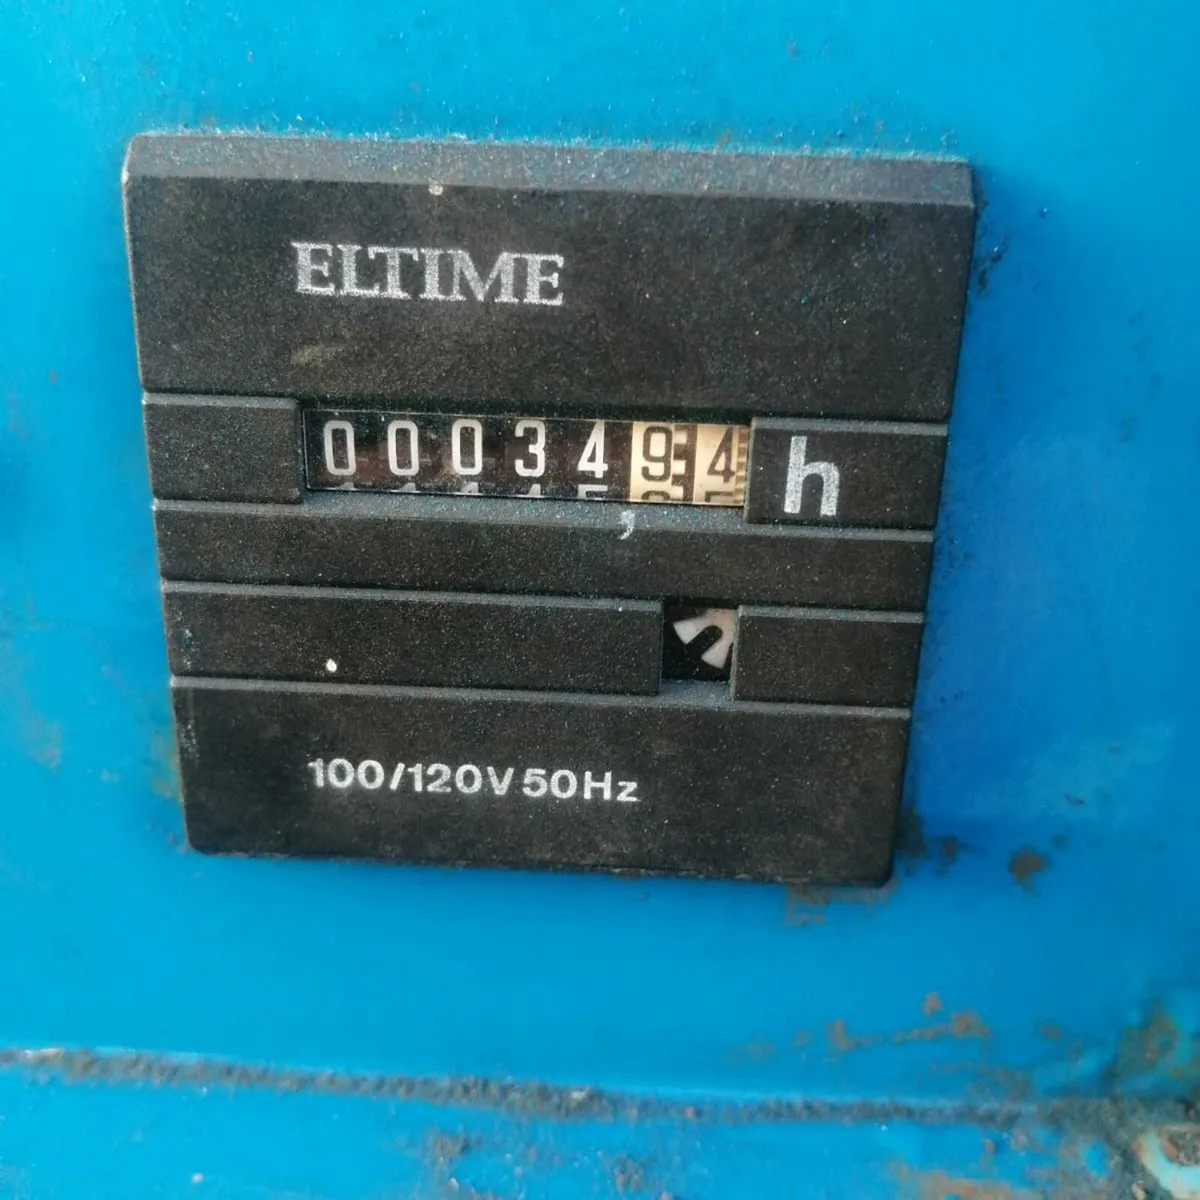 ELTIME
0003494 h
,
100/120V 50Hz